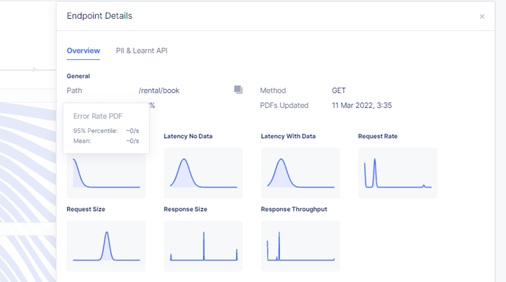 Endpoint Details
×
Overview PII & Learnt API
General
Path /rental/book Method GET
% PDFs Updated 11 Mar 2022, 3:35
Error Rate PDF
95% Percentile: ~0/s
Mean: ~0/s
Latency No Data Latency With Data Request Rate
Request Size Response Size Response Throughput